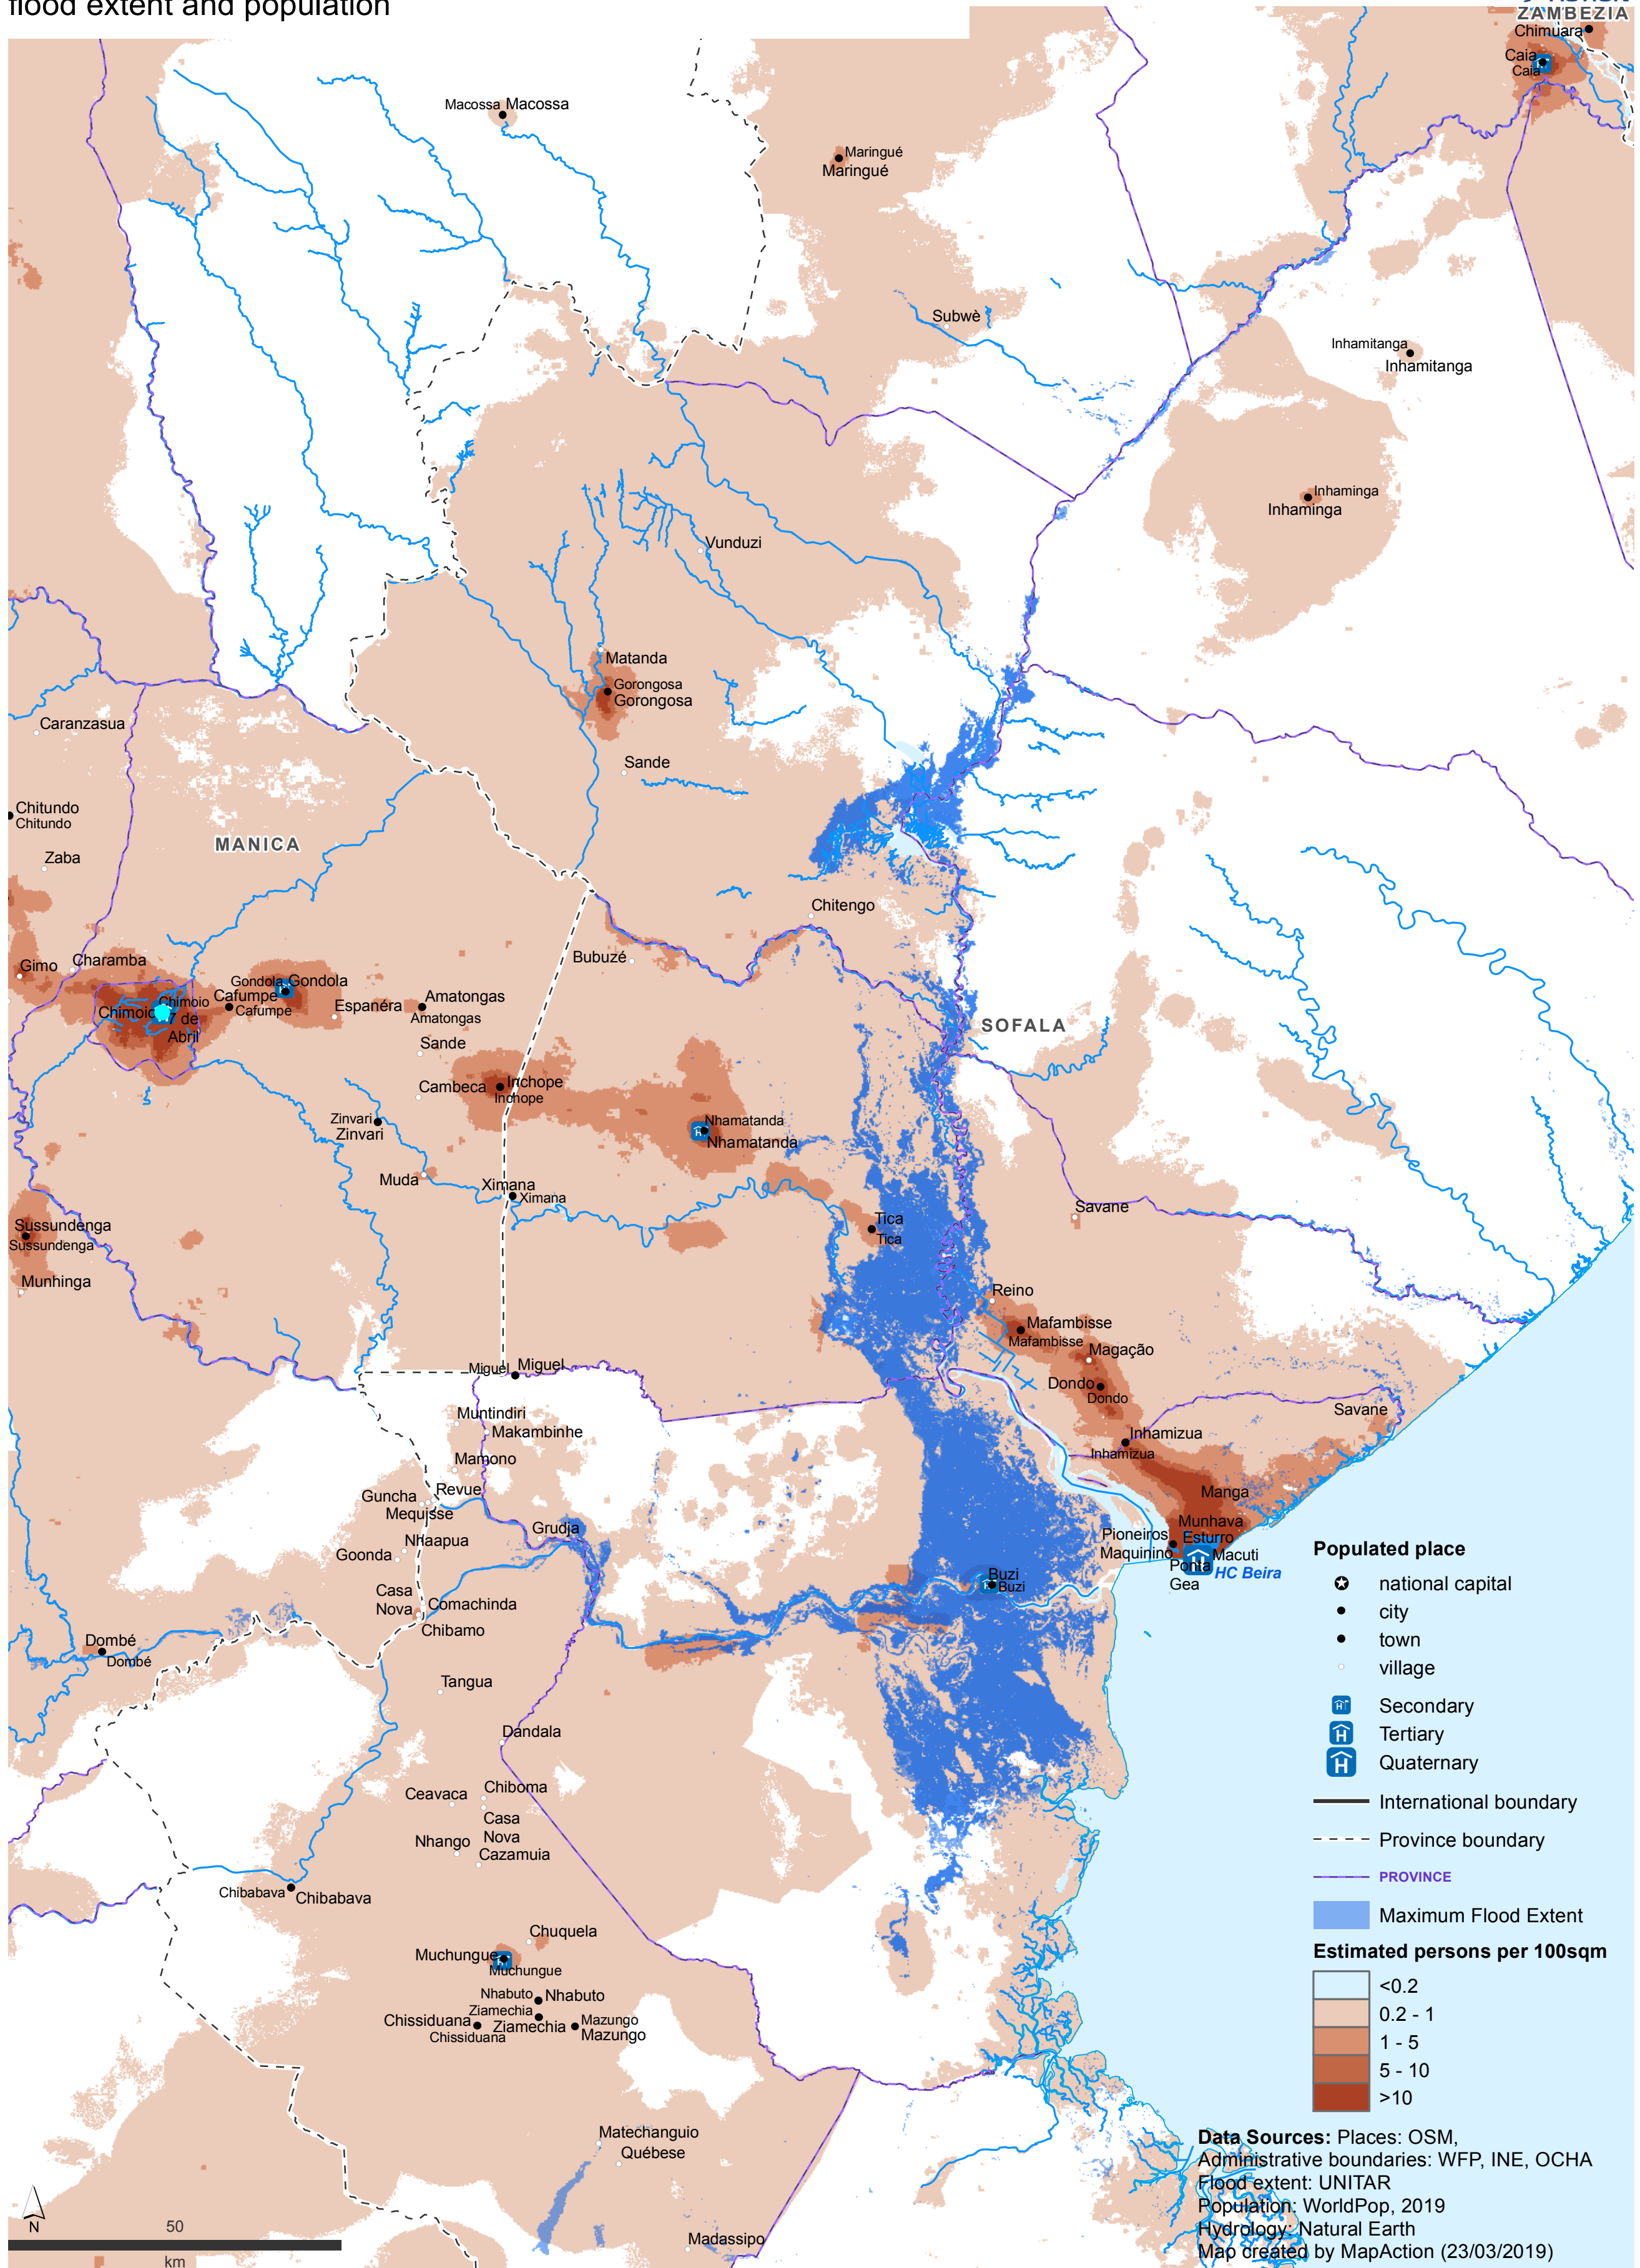 flood extent and population
ZAMBEZIA
Chimuara
Caia
Caia
Macossa Macossa
Maringué
Maringué
Subwè
Inhamitanga
Inhamitanga
Inhaminga
Inhaminga
Vunduzi
Matanda
Gorongosa
Gorongosa
Caranzasua
Sande
Chitundo
Chitundo
MANICA
Zaba
Chitengo
Bubuzé
Gimo
Charamba
Gondola Gondola
Cafumpe
Cafumpe
Chimoio
Chimoio
7 de
Abril
Espanéra
Amatongas
Amatongas
SOFALA
Sande
Cambeca
Inchope
Inchope
Zinvari
Zinvari
Nhamatanda
Nhamatanda
Muda
Ximana
Ximana
Savane
Tica
Tica
Sussundenga
Sussundenga
Munhinga
Reino
Mafambisse
Mafambisse
Magação
Miguel Miguel
Dondo
Dondo
Savane
Muntindiri
Makambinhe
Inhamizua
Inhamizua
Mamono
Revue
Guncha
Mequisse
Manga
Munhava
Grudja
Nhaapua
Goonda
Pioneiros
Esturro
Maquinino
Macuti
Ponta
Gea
HC Beira
Buzi
Buzi
Casa
Nova
Comachinda
Chibamo
Dombé
Dombé
Tangua
Dandala
Ceavaca
Chiboma
Casa
Nova
Nhango
Cazamuia
Chibabava
Chibabava
Chuquela
Muchungue
Muchungue
Nhabuto
Nhabuto
Ziamechia
Ziamechia
Chissiduana
Chissiduana
Mazungo
Mazungo
Matechanguio
Québese
Madassipo
N
50
km
Populated place
national capital
city
town
village
Secondary
Tertiary
Quaternary
International boundary
Province boundary
PROVINCE
Maximum Flood Extent
Estimated persons per 100sqm
<0.2
0.2 - 1
1 - 5
5 - 10
>10
Data Sources: Places: OSM,
Administrative boundaries: WFP, INE, OCHA
Flood extent: UNITAR
Population: WorldPop, 2019
Hydrology: Natural Earth
Map created by MapAction (23/03/2019)